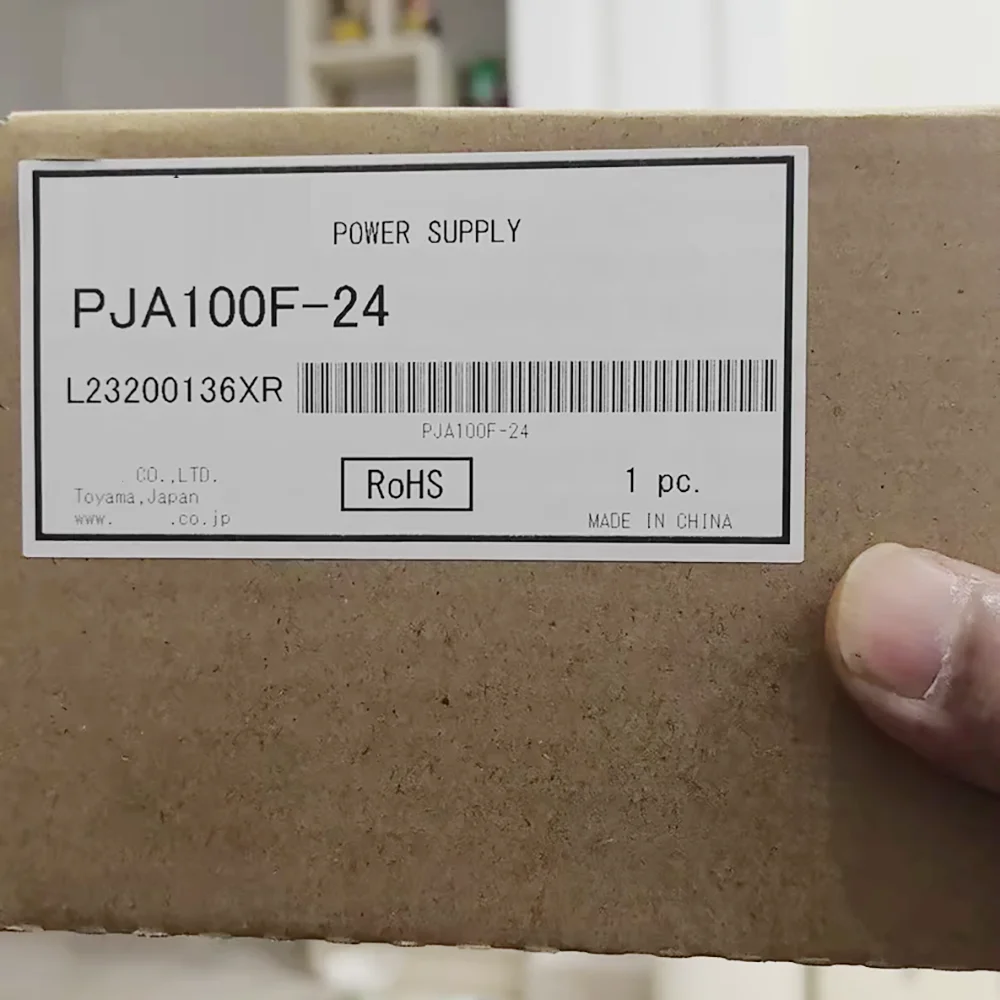 POWER SUPPLY
PJA100F-24
L23200136XR
PJA100F-24
CO.,LTD.
Toyama,Japan
www. .co.jp
RoHS
1 pc.
MADE IN CHINA